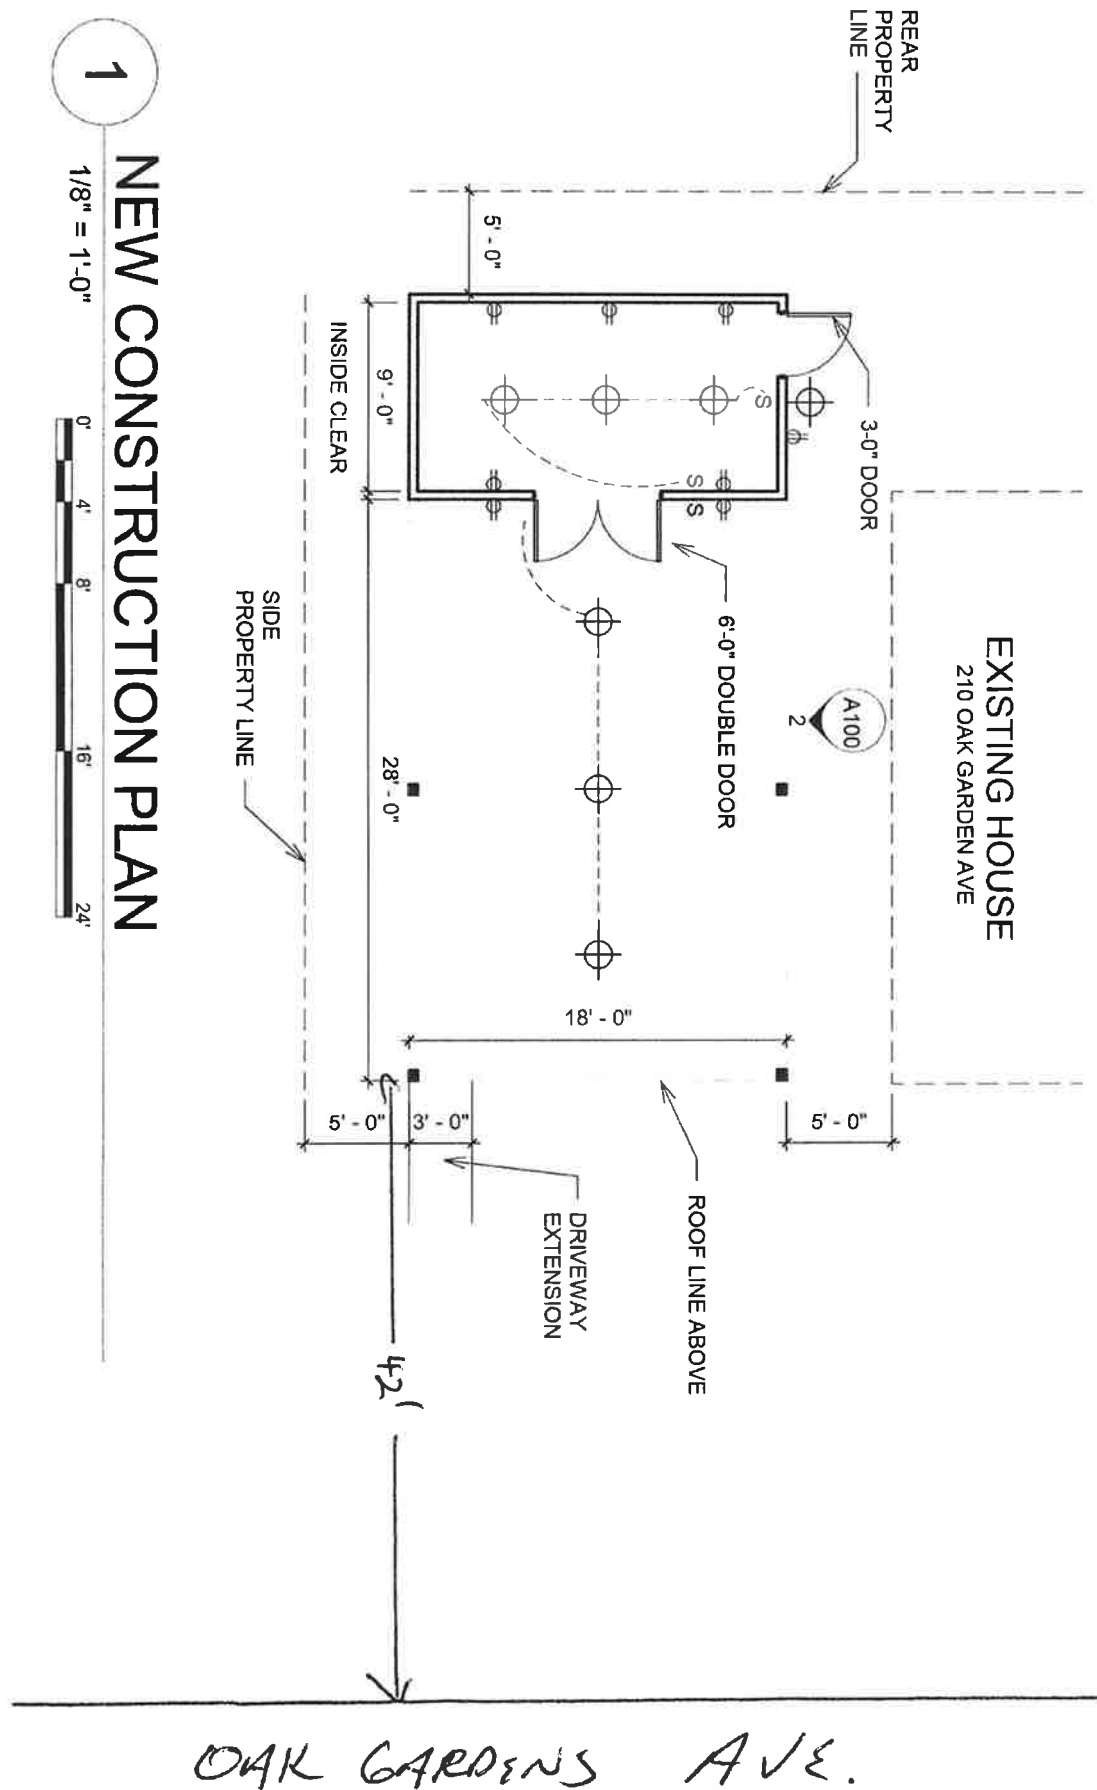 REAR
PROPERTY
LINE
5' - 0"
9' - 0"
INSIDE CLEAR
S
S
S
3-0" DOOR
6'-0" DOUBLE DOOR
A100
2
EXISTING HOUSE
210 OAK GARDEN AVE
28' - 0"
18' - 0"
SIDE
PROPERTY LINE
5' - 0"
3' - 0"
5' - 0"
ROOF LINE ABOVE
DRIVEWAY
EXTENSION
42'
1
NEW CONSTRUCTION PLAN
1/8" = 1'-0"
0' 4' 8' 16' 24'
OAK GARDENS AVE.